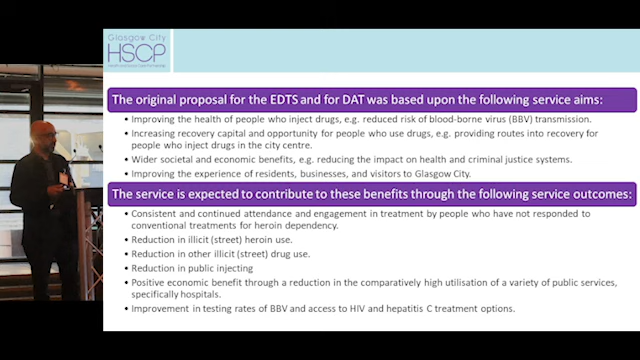 Glasgow City
HSCP
The original proposal for the EDTS and for DAT was based upon the following service aims:
• Improving the health of people who inject drugs, e.g. reduced risk of blood-borne virus (BBV) transmission.
• Increasing recovery capital and opportunity for people who use drugs, e.g. providing routes into recovery for
people who inject drugs in the city centre.
• Wider societal and economic benefits, e.g. reducing the impact on health and criminal justice systems.
• Improving the experience of residents, businesses, and visitors to Glasgow City.
The service is expected to contribute to these benefits through the following service outcomes:
• Consistent and continued attendance and engagement in treatment by people who have not responded to
conventional treatments for heroin dependency.
• Reduction in illicit (street) heroin use.
• Reduction in other illicit (street) drug use.
• Reduction in public injecting
• Positive economic benefit through a reduction in the comparatively high utilisation of a variety of public services,
specifically hospitals.
• Improvement in testing rates of BBV and access to HIV and hepatitis C treatment options.